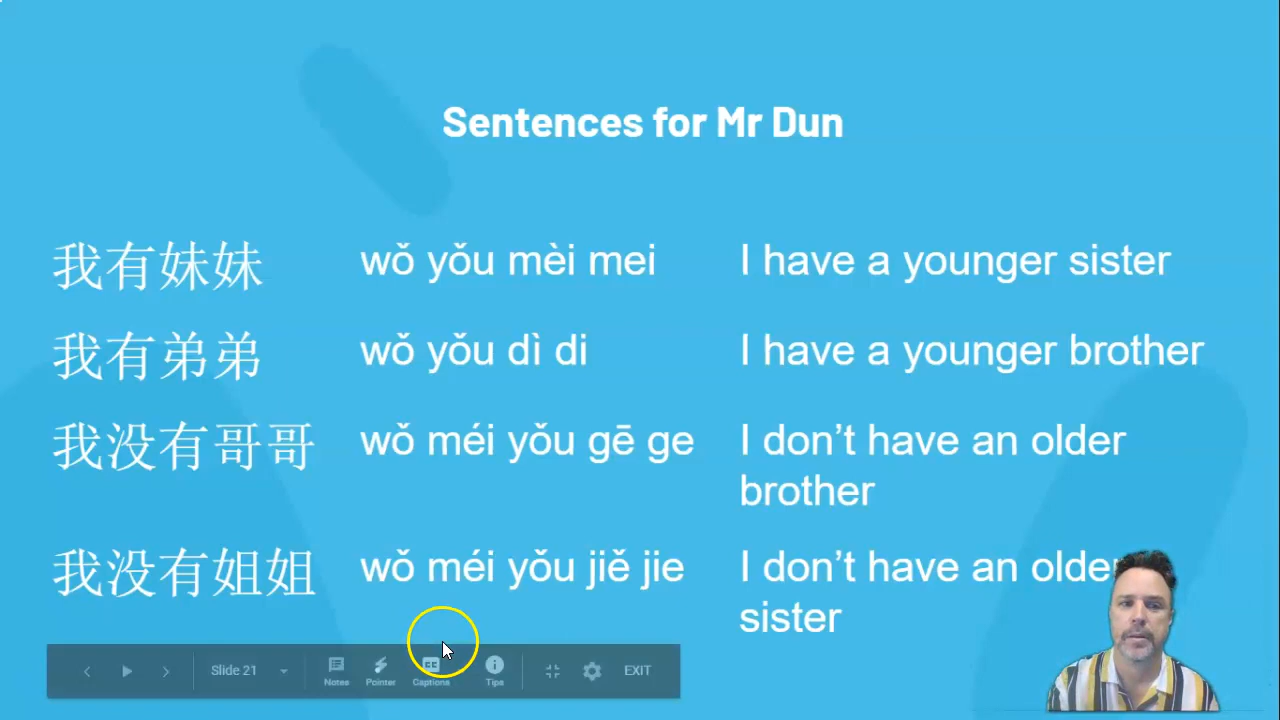 Sentences for Mr Dun
我有妹妹 wǒ yǒu mèi mei I have a younger sister
我有弟弟 wǒ yǒu dì di I have a younger brother
我没有哥哥 wǒ méi yǒu gē ge I don’t have an older
brother
我没有姐姐 wǒ méi yǒu jiě jie I don’t have an older
sister
Slide 21 Notes Pointer CC Captions Tips EXIT